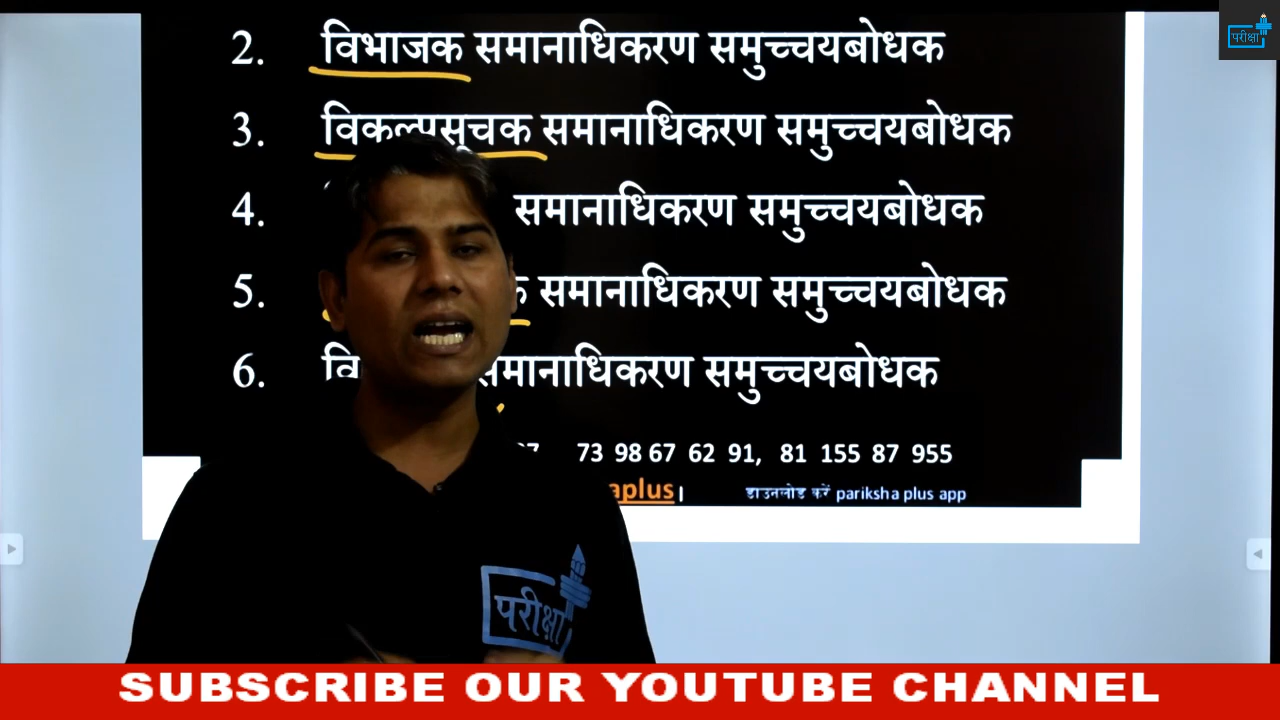 परीक्षा
2. विभाजक समानाधिकरण समुच्चयबोधक
3. विकल्पसूचक समानाधिकरण समुच्चयबोधक
4. समानाधिकरण समुच्चयबोधक
5. समानाधिकरण समुच्चयबोधक
6. समानाधिकरण समुच्चयबोधक
73 98 67 62 91, 81 155 87 955
aplus | डाउनलोड करें pariksha plus app
परीक्षा
SUBSCRIBE OUR YOUTUBE CHANNEL